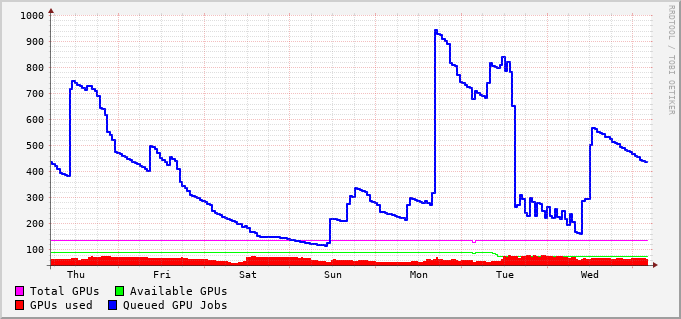 1000
900
800
700
600
500
400
300
200
100
Thu Fri Sat Sun Mon Tue Wed
Total GPUs Available GPUs
GPUs used Queued GPU Jobs
RRDTOOL / TOBI OETIKER